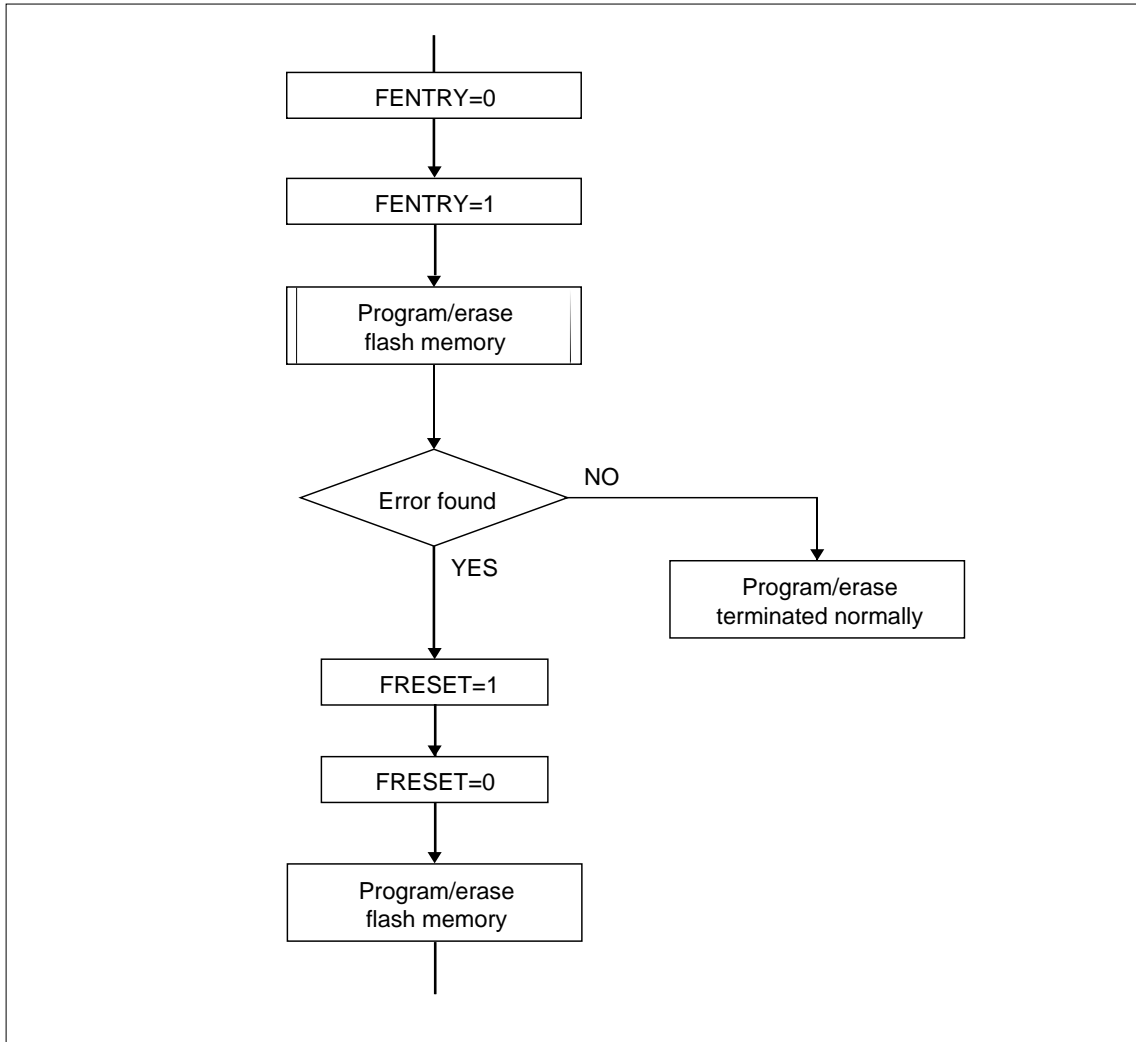 FENTRY=0
FENTRY=1
Program/erase
flash memory
Error found
NO
YES
Program/erase
terminated normally
FRESET=1
FRESET=0
Program/erase
flash memory